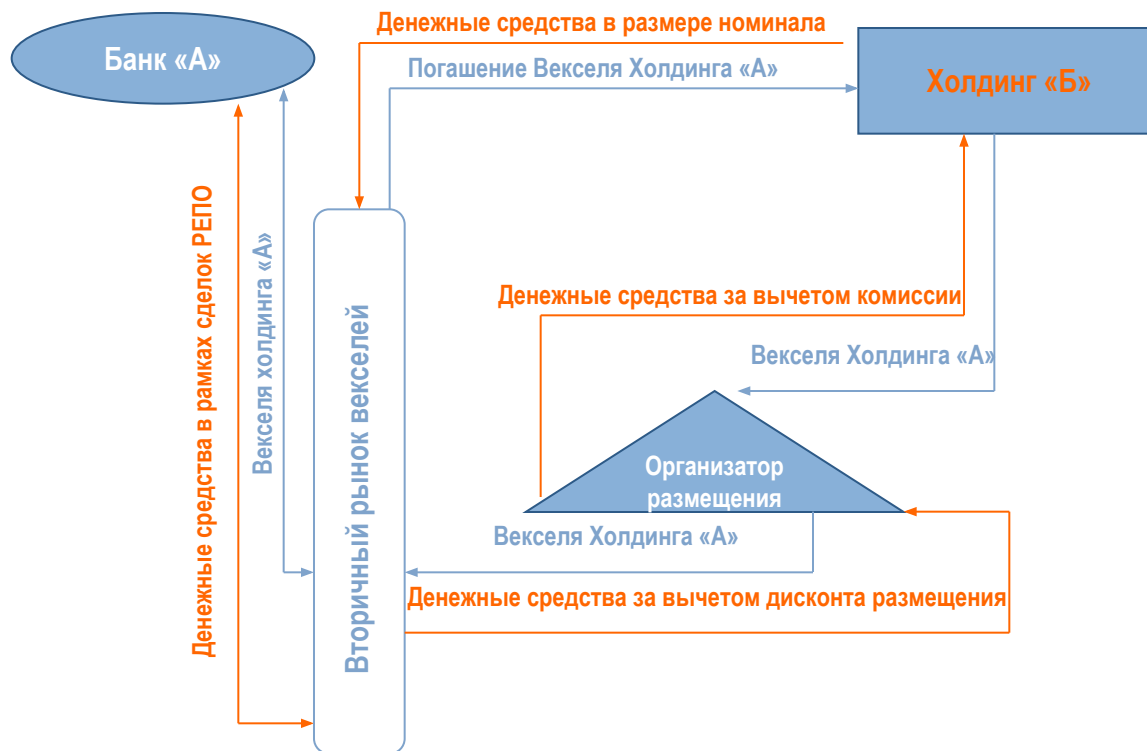 Денежные средства в размере номинала
Банк «А»
Погашение Векселя Холдинга «А»
Холдинг «Б»
Денежные средства в рамках сделок РЕПО
Векселя холдинга «А»
Вторичный рынок векселей
Денежные средства за вычетом комиссии
Векселя Холдинга «А»
Организатор
размещения
Векселя Холдинга «А»
Денежные средства за вычетом дисконта размещения